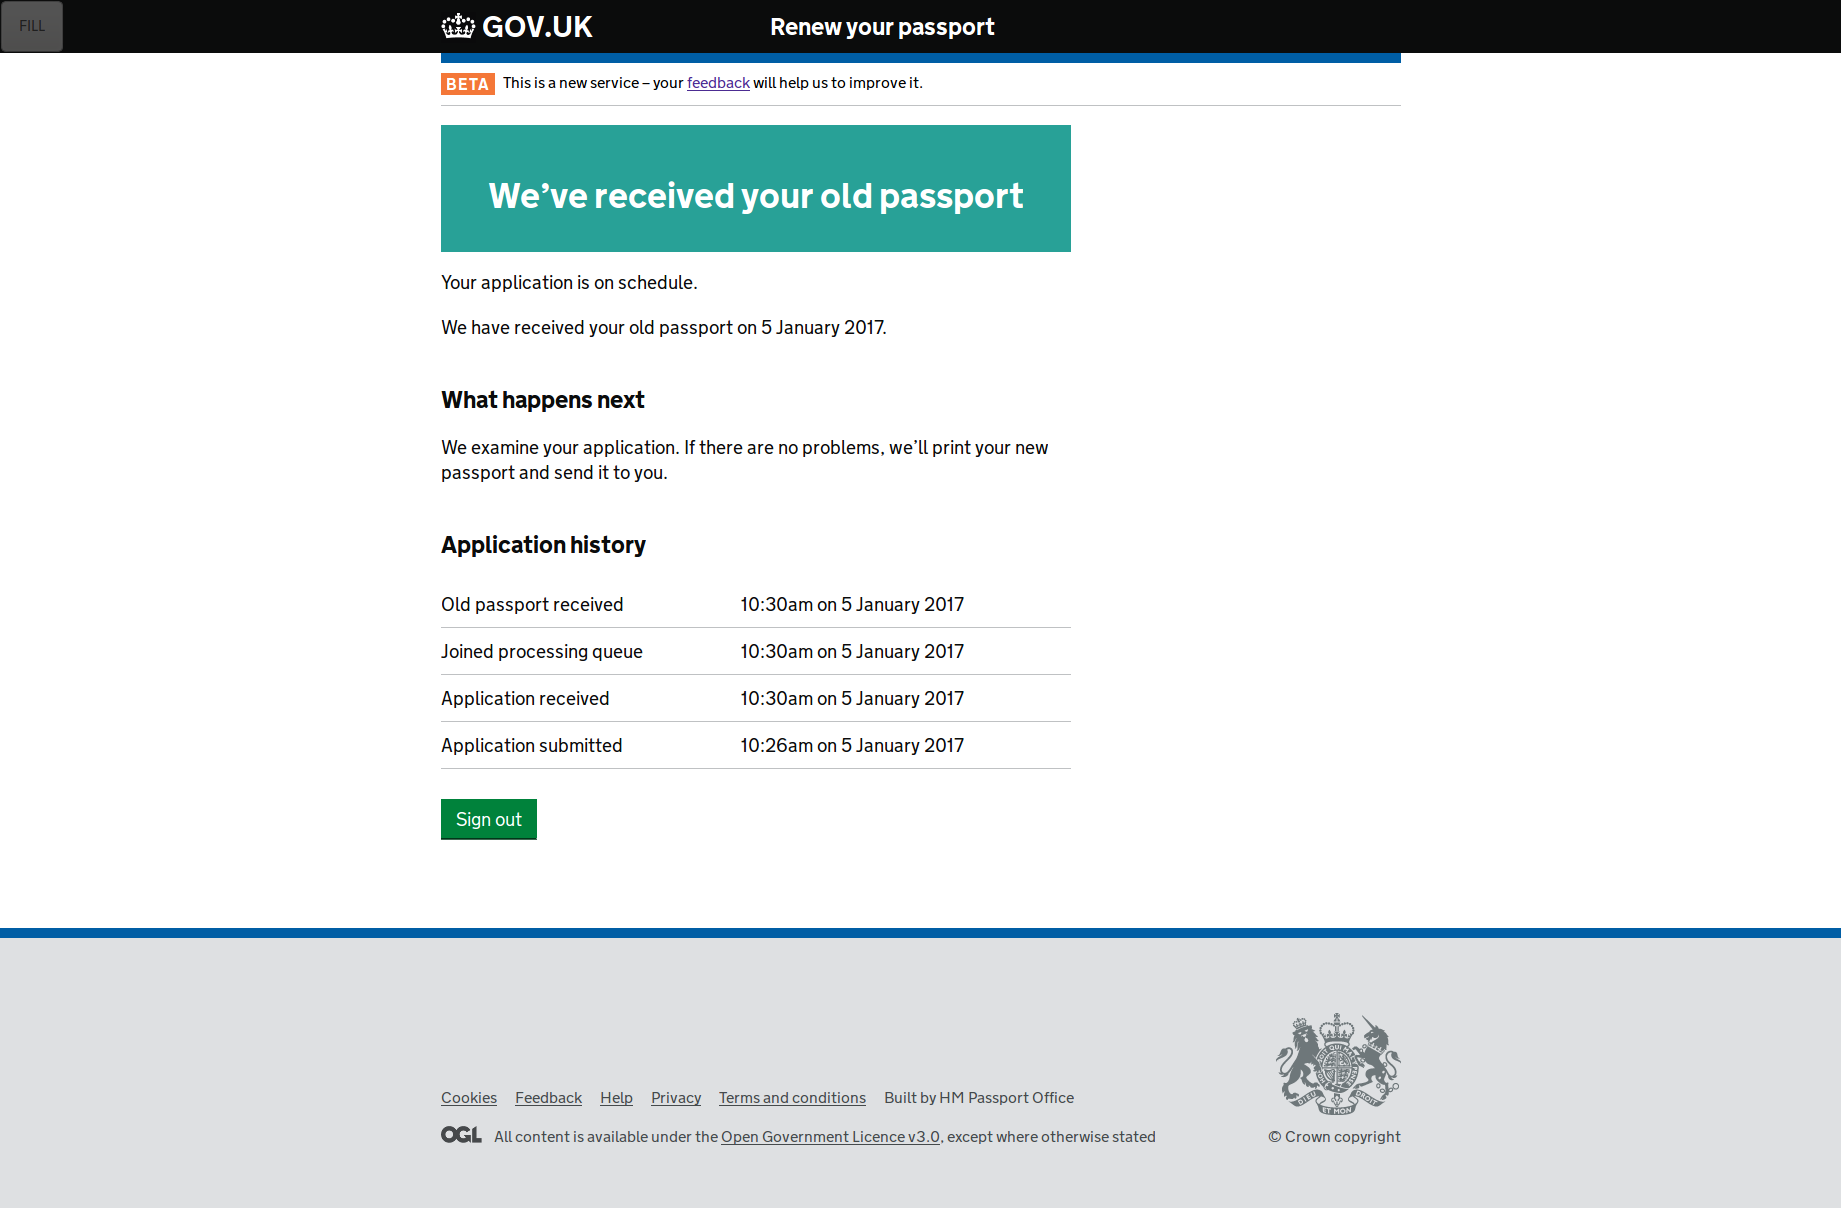 FILL
GOV.UK
Renew your passport
BETA This is a new service – your feedback will help us to improve it.
We’ve received your old passport
Your application is on schedule.
We have received your old passport on 5 January 2017.
What happens next
We examine your application. If there are no problems, we’ll print your new
passport and send it to you.
Application history
Old passport received 10:30am on 5 January 2017
Joined processing queue 10:30am on 5 January 2017
Application received 10:30am on 5 January 2017
Application submitted 10:26am on 5 January 2017
Sign out
Cookies Feedback Help Privacy Terms and conditions Built by HM Passport Office
OGL All content is available under the Open Government Licence v3.0, except where otherwise stated
DIEU ET MON DROIT
© Crown copyright